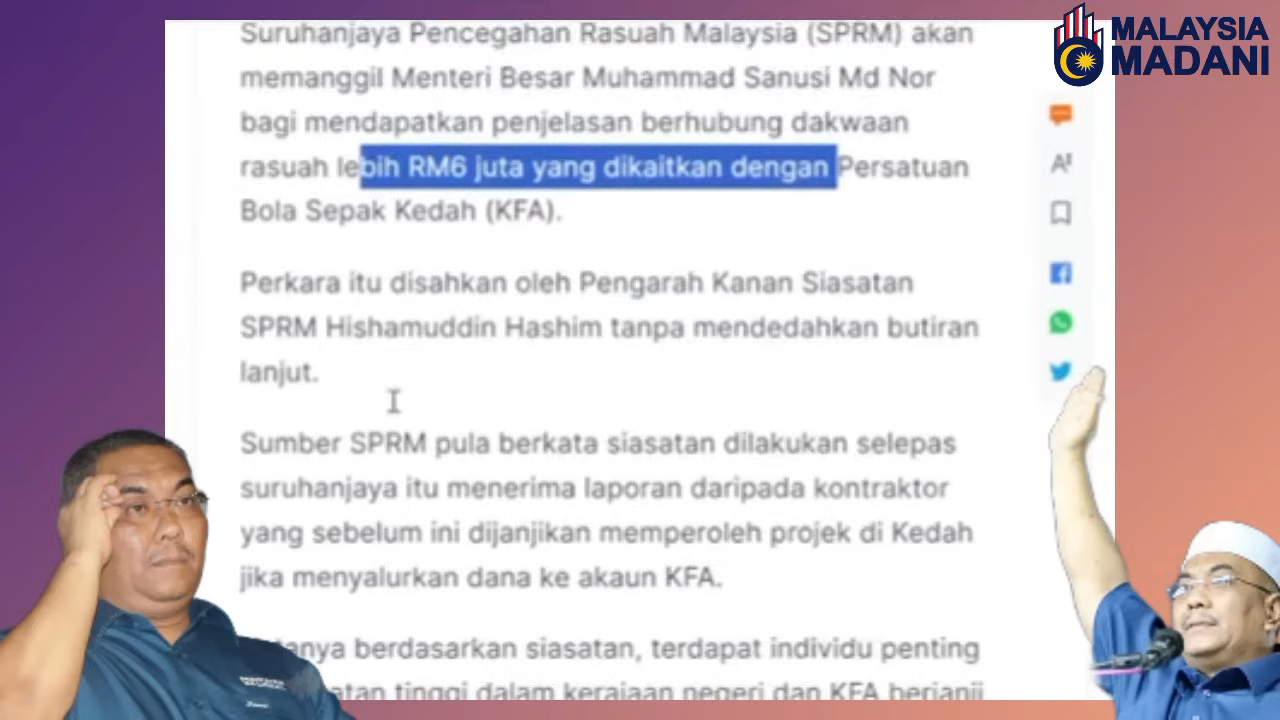 MALAYSIA
MADANI
Suruhanjaya Pencegahan Rasuah Malaysia (SPRM) akan
memanggil Menteri Besar Muhammad Sanusi Md Nor
bagi mendapatkan penjelasan berhubung dakwaan
rasuah lebih RM6 juta yang dikaitkan dengan Persatuan
Bola Sepak Kedah (KFA).
Perkara itu disahkan oleh Pengarah Kanan Siasatan
SPRM Hishamuddin Hashim tanpa mendedahkan butiran
lanjut.
Sumber SPRM pula berkata siasatan dilakukan selepas
suruhanjaya itu menerima laporan daripada kontraktor
yang sebelum ini dijanjikan memperoleh projek di Kedah
jika menyalurkan dana ke akaun KFA.
berdasarkan siasatan, terdapat individu penting
tinggi dalam kerajaan negeri dan KFA berjanji